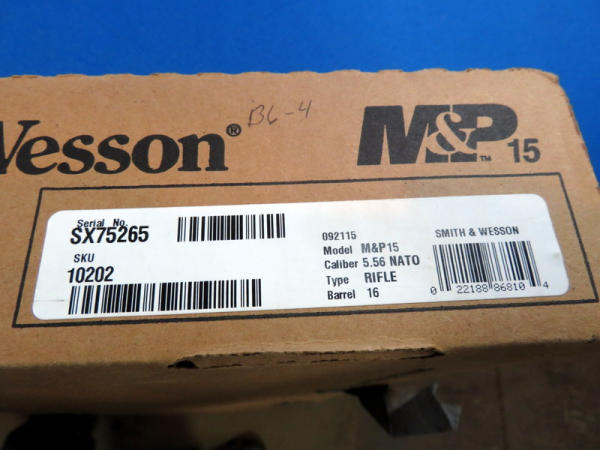 Wesson®
B6-4
M&P™ 15
Serial No.
SX75265
SKU
10202
092115
Model M&P15
Caliber 5.56 NATO
Type RIFLE
Barrel 16
SMITH & WESSON
0 22188 86810 4